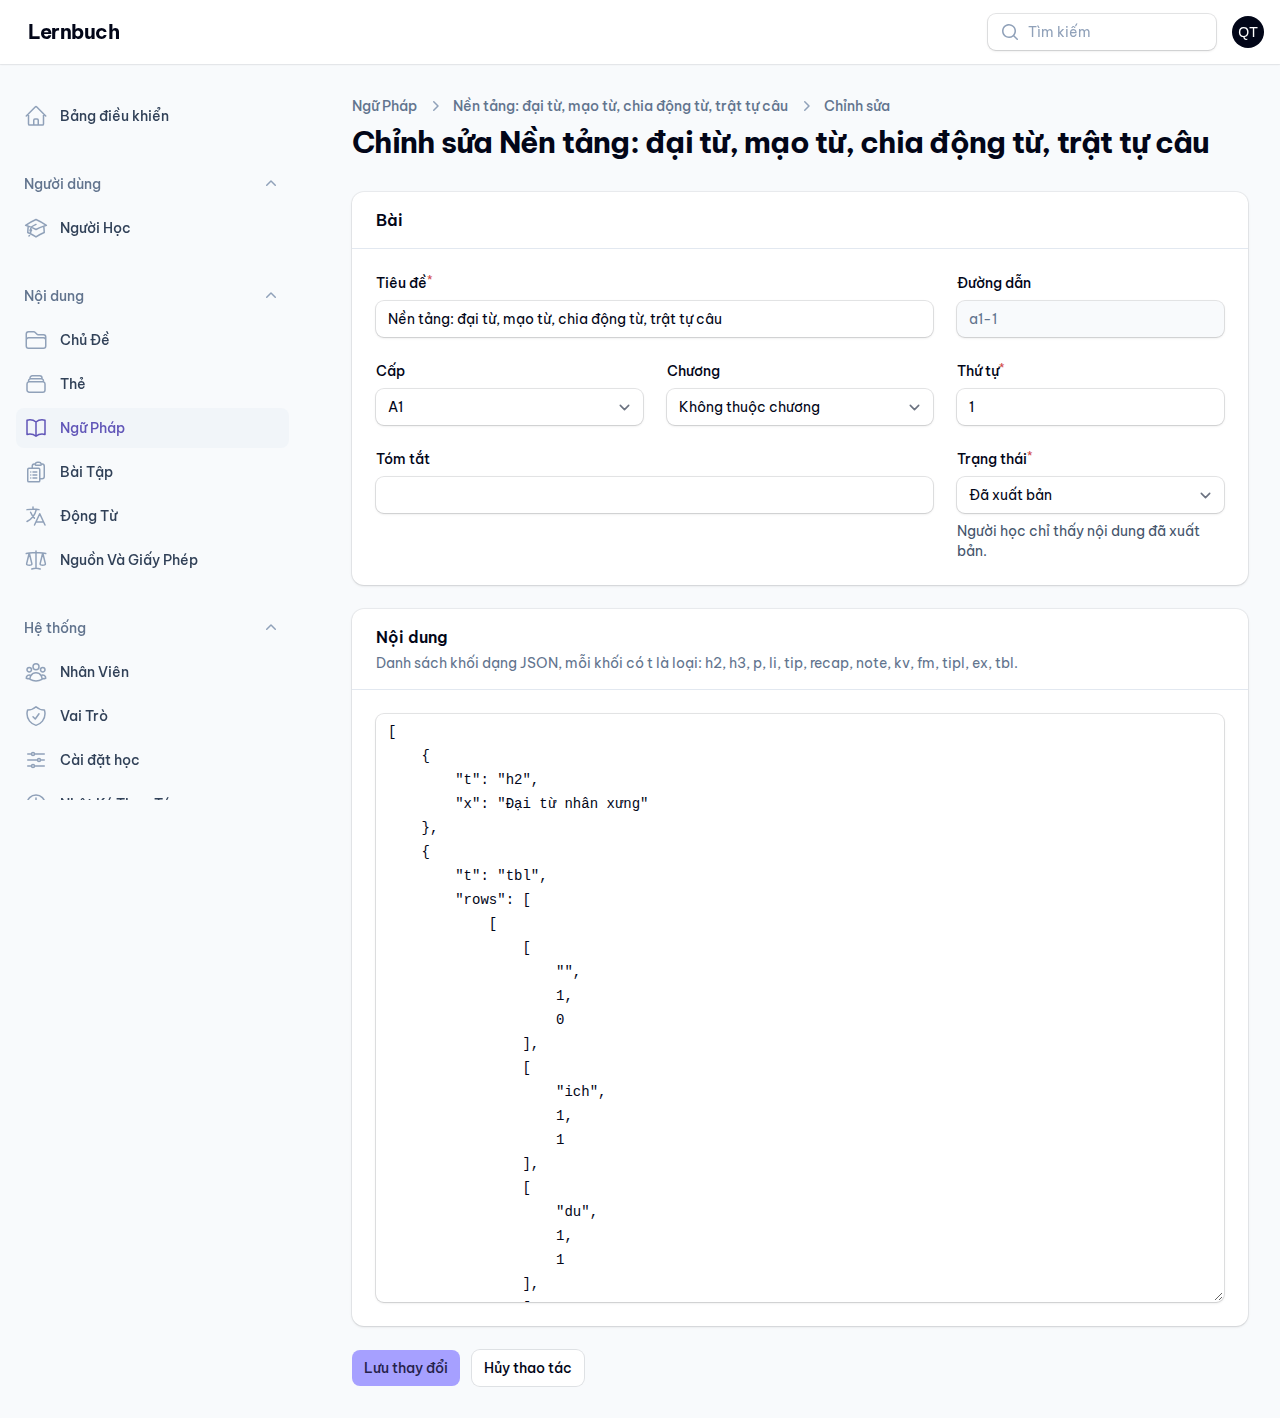 Lernbuch
Tìm kiếm
QT
Bảng điều khiển
Người dùng
Người Học
Nội dung
Chủ Đề
Thẻ
Ngữ Pháp
Bài Tập
Động Từ
Nguồn Và Giấy Phép
Hệ thống
Nhân Viên
Vai Trò
Cài đặt học
Ngữ Pháp > Nền tảng: đại từ, mạo từ, chia động từ, trật tự câu > Chỉnh sửa
Chỉnh sửa Nền tảng: đại từ, mạo từ, chia động từ, trật tự câu
Bài
Tiêu đề* Đường dẫn
Nền tảng: đại từ, mạo từ, chia động từ, trật tự câu a1-1
Cấp Chương Thứ tự*
A1 Không thuộc chương 1
Tóm tắt Trạng thái*
Đã xuất bản
Người học chỉ thấy nội dung đã xuất
bản.
Nội dung
Danh sách khối dạng JSON, mỗi khối có t là loại: h2, h3, p, li, tip, recap, note, kv, fm, tipl, ex, tbl.
[
{
"t": "h2",
"x": "Đại từ nhân xưng"
},
{
"t": "tbl",
"rows": [
[
[
"",
1,
0
],
[
"ich",
1,
1
],
[
"du",
1,
1
],
Lưu thay đổi Hủy thao tác